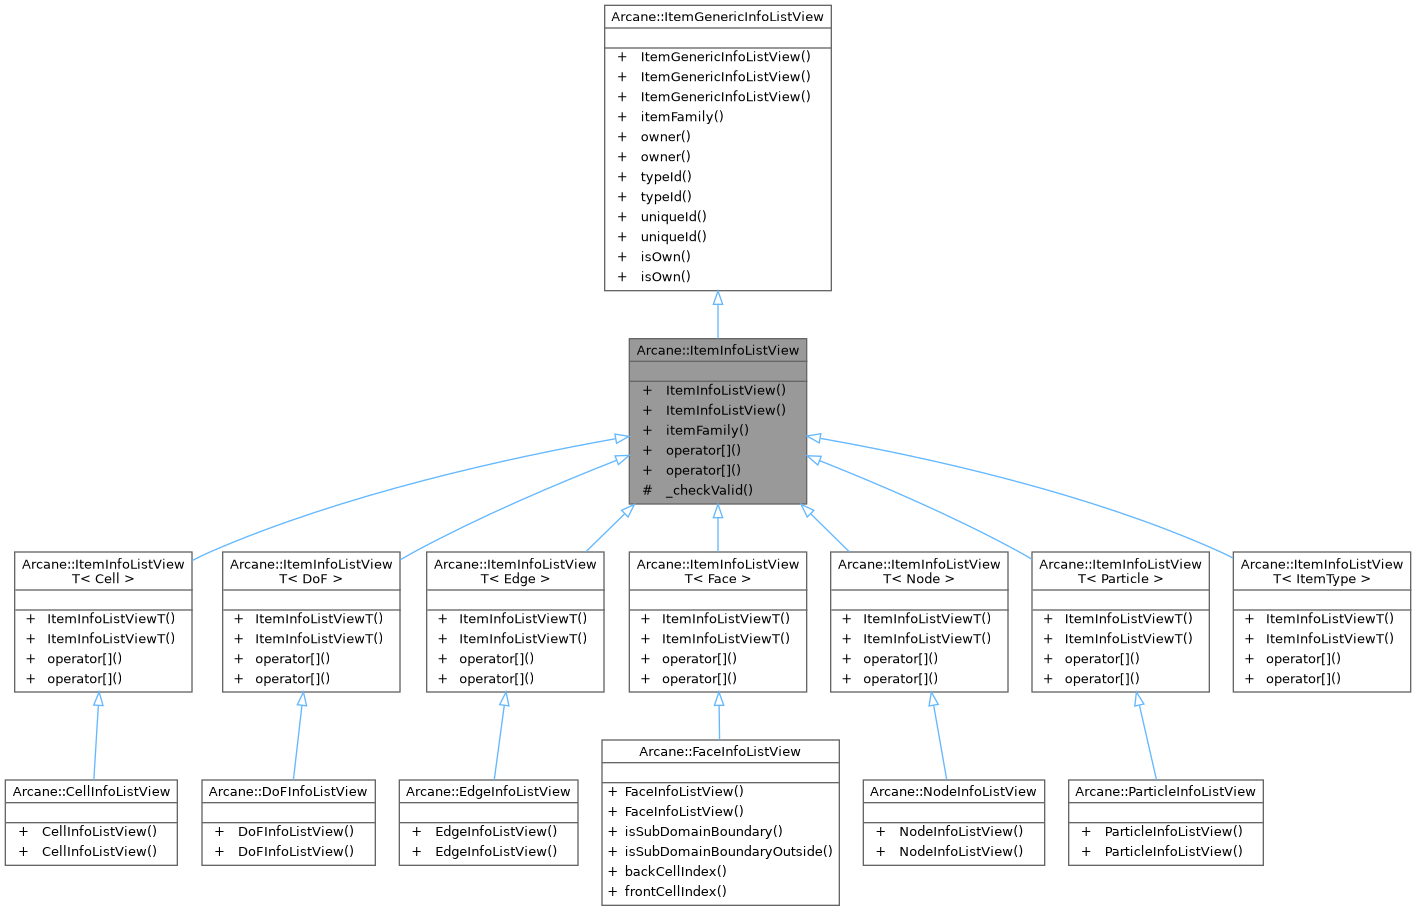 Arcane::ItemGenericInfoListView
+ ItemGenericInfoListView()
+ ItemGenericInfoListView()
+ ItemGenericInfoListView()
+ itemFamily()
+ owner()
+ owner()
+ typeId()
+ typeId()
+ uniqueId()
+ uniqueId()
+ isOwn()
+ isOwn()
Arcane::ItemInfoListView
+ ItemInfoListView()
+ ItemInfoListView()
+ itemFamily()
+ operator[]()
+ operator[]()
# _checkValid()
Arcane::ItemInfoListView
T< Cell >
+ ItemInfoListViewT()
+ ItemInfoListViewT()
+ operator[]()
+ operator[]()
Arcane::ItemInfoListView
T< DoF >
+ ItemInfoListViewT()
+ ItemInfoListViewT()
+ operator[]()
+ operator[]()
Arcane::ItemInfoListView
T< Edge >
+ ItemInfoListViewT()
+ ItemInfoListViewT()
+ operator[]()
+ operator[]()
Arcane::ItemInfoListView
T< Face >
+ ItemInfoListViewT()
+ ItemInfoListViewT()
+ operator[]()
+ operator[]()
Arcane::ItemInfoListView
T< Node >
+ ItemInfoListViewT()
+ ItemInfoListViewT()
+ operator[]()
+ operator[]()
Arcane::ItemInfoListView
T< Particle >
+ ItemInfoListViewT()
+ ItemInfoListViewT()
+ operator[]()
+ operator[]()
Arcane::ItemInfoListView
T< ItemType >
+ ItemInfoListViewT()
+ ItemInfoListViewT()
+ operator[]()
+ operator[]()
Arcane::CellInfoListView
+ CellInfoListView()
+ CellInfoListView()
Arcane::DoFInfoListView
+ DoFInfoListView()
+ DoFInfoListView()
Arcane::EdgeInfoListView
+ EdgeInfoListView()
+ EdgeInfoListView()
Arcane::FaceInfoListView
+ FaceInfoListView()
+ FaceInfoListView()
+ isSubDomainBoundary()
+ isSubDomainBoundaryOutside()
+ backCellIndex()
+ frontCellIndex()
Arcane::NodeInfoListView
+ NodeInfoListView()
+ NodeInfoListView()
Arcane::ParticleInfoListView
+ ParticleInfoListView()
+ ParticleInfoListView()